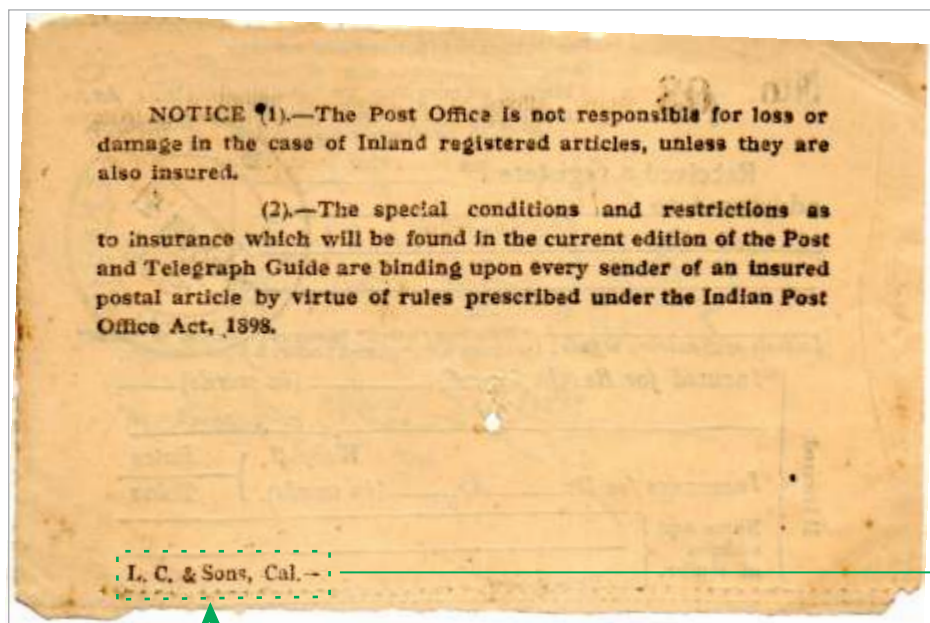 NOTICE (1).—The Post Office is not responsible for loss or
damage in the case of Inland registered articles, unless they are
also insured.
(2).—The special conditions and restrictions as
to insurance which will be found in the current edition of the Post
and Telegraph Guide are binding upon every sender of an insured
postal article by virtue of rules prescribed under the Indian Post
Office Act, 1898.
L. C. & Sons, Cal.—